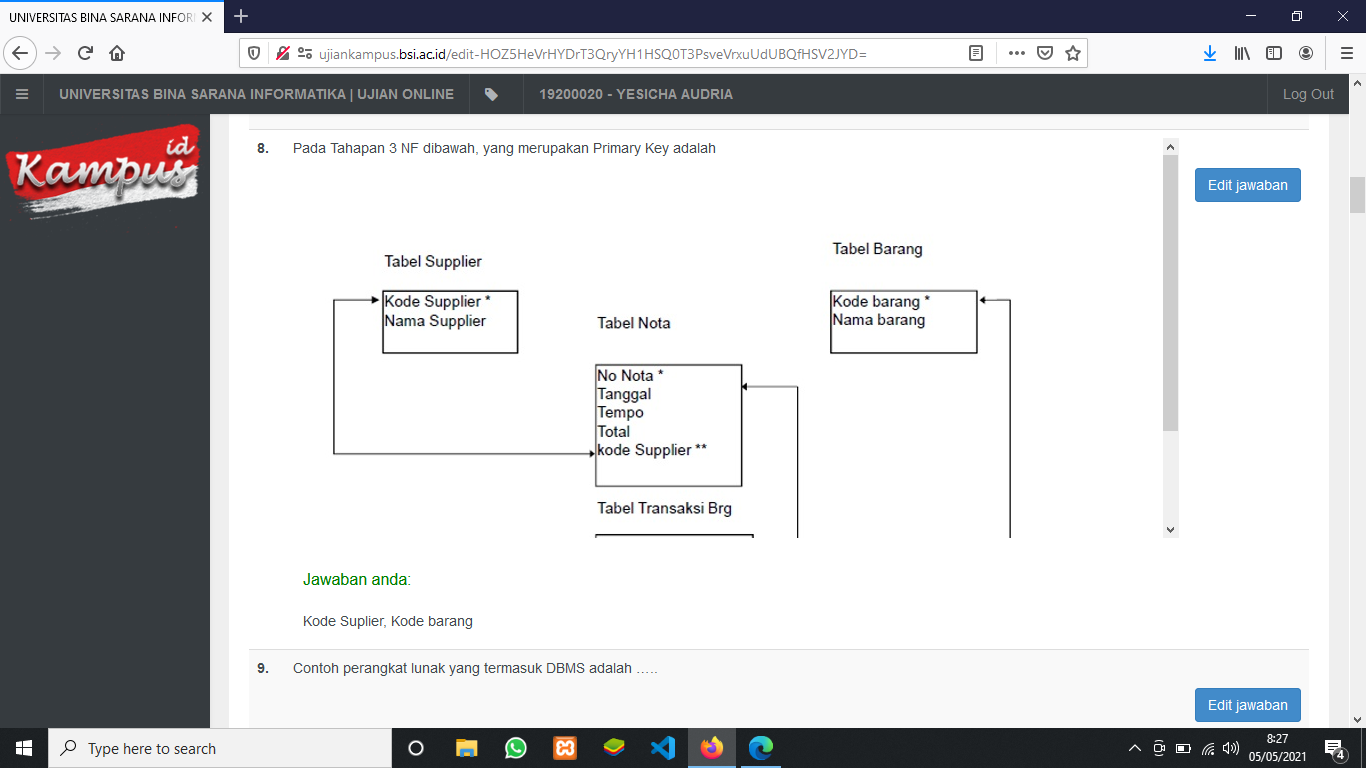 UNIVERSITAS BINA SARANA INFOR
ujiankampus.bsi.ac.id/edit-HOZ5HeVrHYDrT3QryYH1HSQ0T3PsveVrxuUdUBQfHSV2JYD=
UNIVERSITAS BINA SARANA INFORMATIKA | UJIAN ONLINE
19200020 - YESICHA AUDRIA
Log Out
Kampus id
8. Pada Tahapan 3 NF dibawah, yang merupakan Primary Key adalah
Edit jawaban
Tabel Supplier
Kode Supplier *
Nama Supplier
Tabel Nota
No Nota *
Tanggal
Tempo
Total
kode Supplier **
Tabel Barang
Kode barang *
Nama barang
Tabel Transaksi Brg
Jawaban anda:
Kode Suplier, Kode barang
9. Contoh perangkat lunak yang termasuk DBMS adalah …..
Edit jawaban
Type here to search
8:27
05/05/2021
4